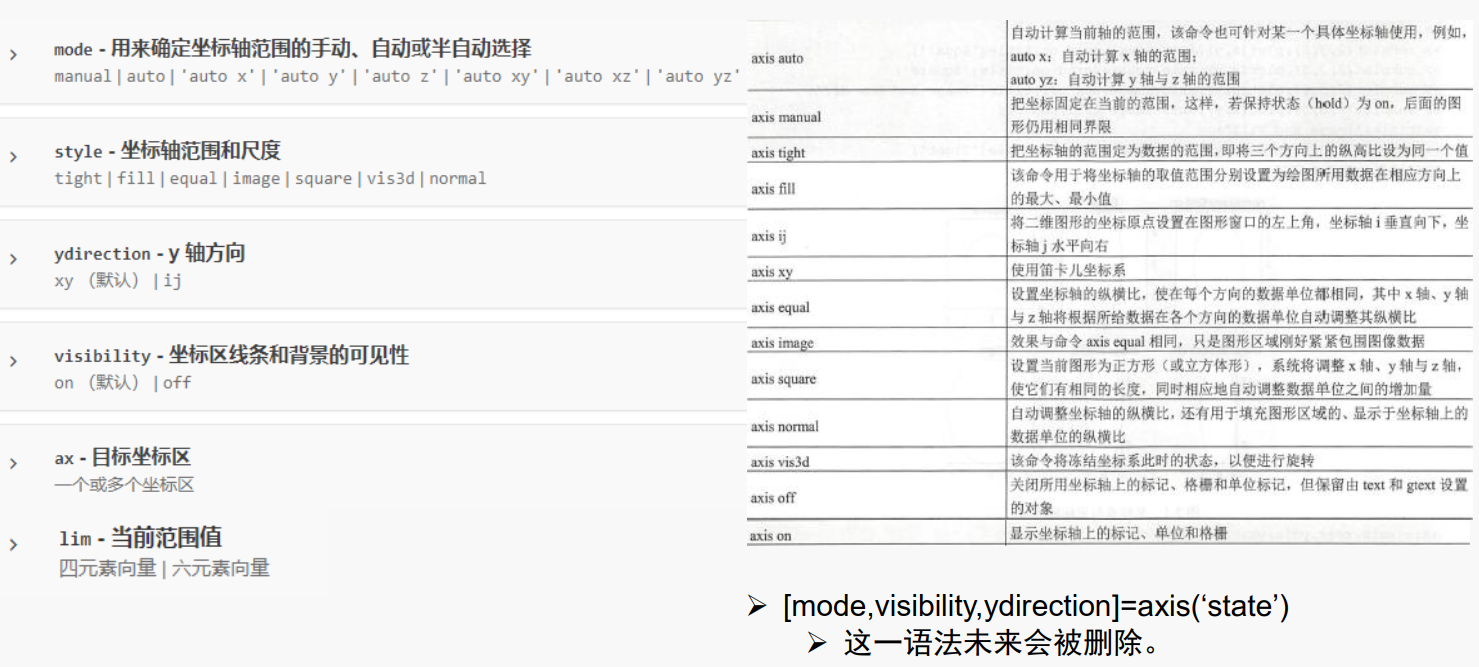 mode - 用来确定坐标轴范围的手动、自动或半自动选择
manual|auto|'auto x'|'auto y'|'auto z'|'auto xy'|'auto xz'|'auto yz'
style - 坐标轴范围和尺度
tight|fill|equal|image|square|vis3d|normal
ydirection - y 轴方向
xy （默认）|ij
visibility - 坐标区线条和背景的可见性
on （默认）|off
ax - 目标坐标区
一个或多个坐标区
lim - 当前范围值
四元素向量|六元素向量
axis auto
自动计算当前轴的范围，该命令也可针对某一个具体坐标轴使用，例如，
auto x：自动计算 x 轴的范围；
auto yz：自动计算 y 轴与 z 轴的范围
axis manual
把坐标固定在当前的范围，这样，若保持状态（hold）为 on，后面的图
形仍用相同界限
axis tight
把坐标轴的范围定为数据的范围，即将三个方向上的纵高比设为同一个值
axis fill
该命令用于将坐标轴的取值范围分别设置为绘图所用数据在相应方向上
的最大、最小值
axis ij
将二维图形的坐标原点设置在图形窗口的左上角，坐标轴 i 垂直向下，坐
标轴 j 水平向右
axis xy
使用笛卡儿坐标系
axis equal
设置坐标轴的纵横比，使在每个方向的数据单位都相同，其中 x 轴、y 轴
与 z 轴将根据所给数据在各个方向的数据单位自动调整其纵横比
axis image
效果与命令 axis equal 相同，只是图形区域刚好紧紧包围图像数据
axis square
设置当前图形为正方形（或立方体形），系统将调整 x 轴、y 轴与 z 轴，
使它们有相同的长度，同时相应地自动调整数据单位之间的增加量
axis normal
自动调整坐标轴的纵横比，还有用于填充图形区域的、显示于坐标轴上的
数据单位的纵横比
axis vis3d
该命令将冻结坐标系此时的状态，以便进行旋转
axis off
关闭所用坐标轴上的标记、格栅和单位标记，但保留由 text 和 gtext 设置
的对象
axis on
显示坐标轴上的标记、单位和格栅
[mode,visibility,ydirection]=axis(‘state’)
这一语法未来会被删除。